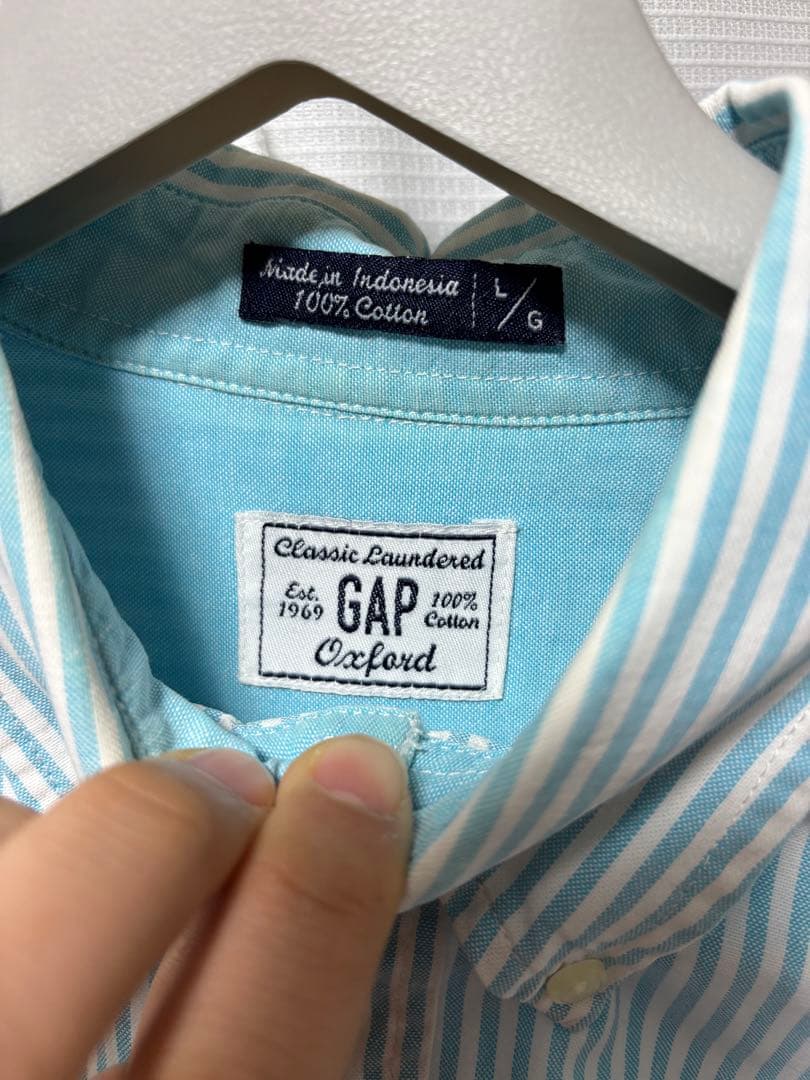 Made in Indonesia
100% Cotton
L/G
Classic Laundered
Est. 1969
GAP
100% Cotton
Oxford